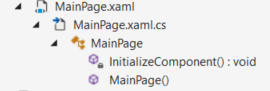 MainPage.xaml
MainPage.xaml.cs
MainPage
InitializeComponent() : void
MainPage()